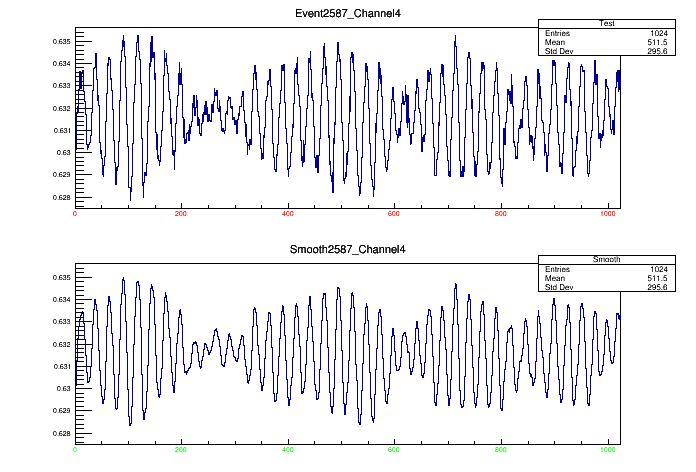 Event2587_Channel4
Test
Entries 1024
Mean 511.5
Std Dev 295.6
0.635
0.634
0.633
0.632
0.631
0.63
0.629
0.628
0 200 400 600 800 1000
Smooth2587_Channel4
Smooth
Entries 1024
Mean 511.5
Std Dev 295.6
0.635
0.634
0.633
0.632
0.631
0.63
0.629
0.628
0 200 400 600 800 1000